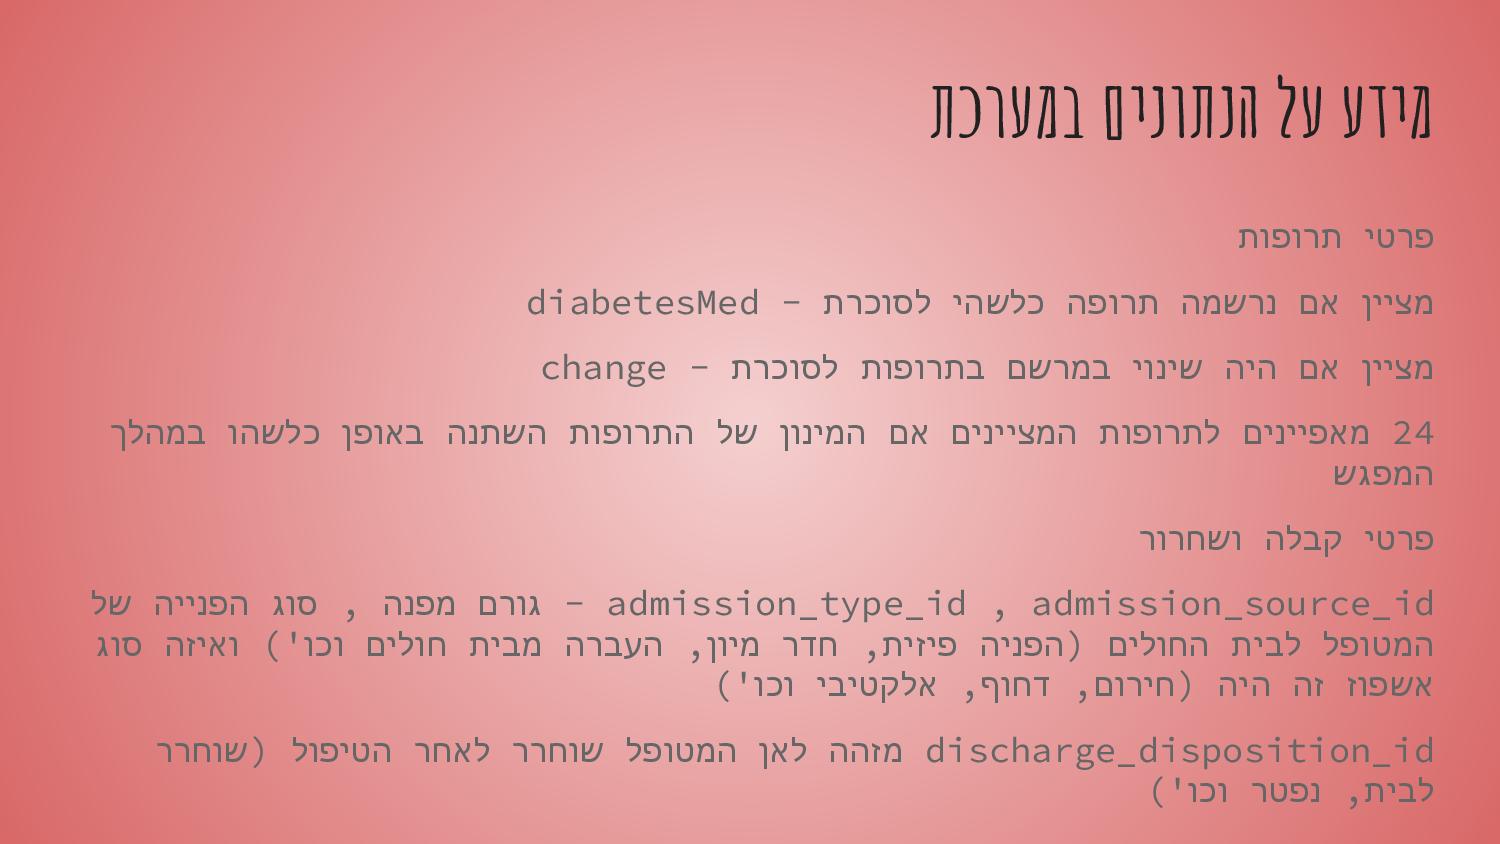 מידע על הנתונים במערכת
פרטי תרופות
מציין אם נרשמה תרופה כלשהי לסוכרת - diabetesMed
מציין אם היה שינוי במרשם בתרופות לסוכרת - change
24 מאפיינים לתרופות המציינים אם המינון של התרופות השתנה באופן כלשהו במהלך
המפגש
פרטי קבלה ושחרור
admission_type_id , admission_source_id - גורם מפנה , סוג הפנייה של
המטופל לבית החולים (הפניה פיזית, חדר מיון, העברה מבית חולים וכו') ואיזה סוג
אשפוז זה היה (חירום, דחוף, אלקטיבי וכו')
discharge_disposition_id מזהה לאן המטופל שוחרר לאחר הטיפול (שוחרר
לבית, נפטר וכו')